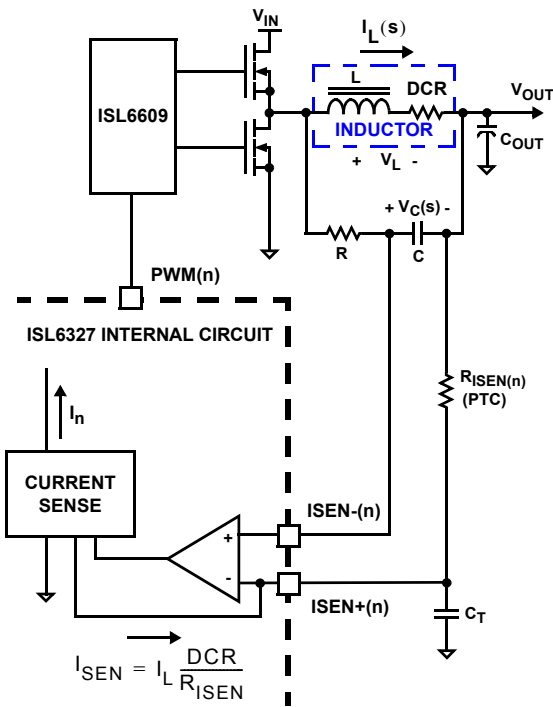 V_IN
I_L(s)
ISL6609
L
DCR
INDUCTOR
V_OUT
C_OUT
+ V_L -
+ V_C(s) -
R
C
PWM(n)
ISL6327 INTERNAL CIRCUIT
R_ISEN(n)
(PTC)
I_n
CURRENT
SENSE
+
-
ISEN-(n)
ISEN+(n)
C_T
I_SEN = I_L DCR / R_ISEN